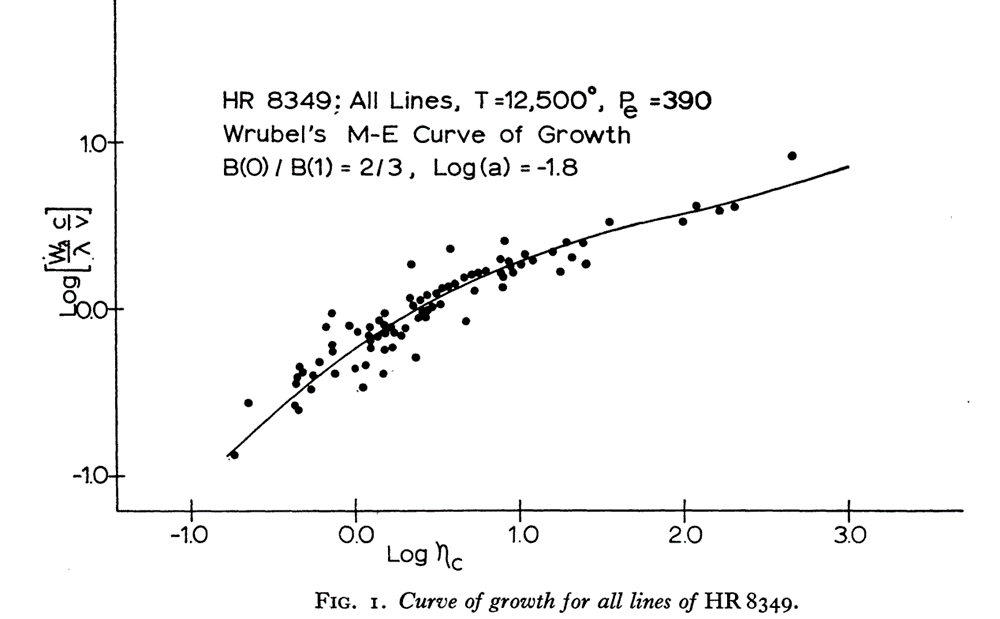 HR 8349: All Lines, T=12,500°, Pe =390
Wrubel's M-E Curve of Growth
B(0) / B(1) = 2/3, Log(a) = -1.8
1.0
0.0
-1.0
Log[Wλ/λ c/v]
-1.0 0.0 1.0 2.0 3.0
Log ηc
FIG. 1. Curve of growth for all lines of HR 8349.